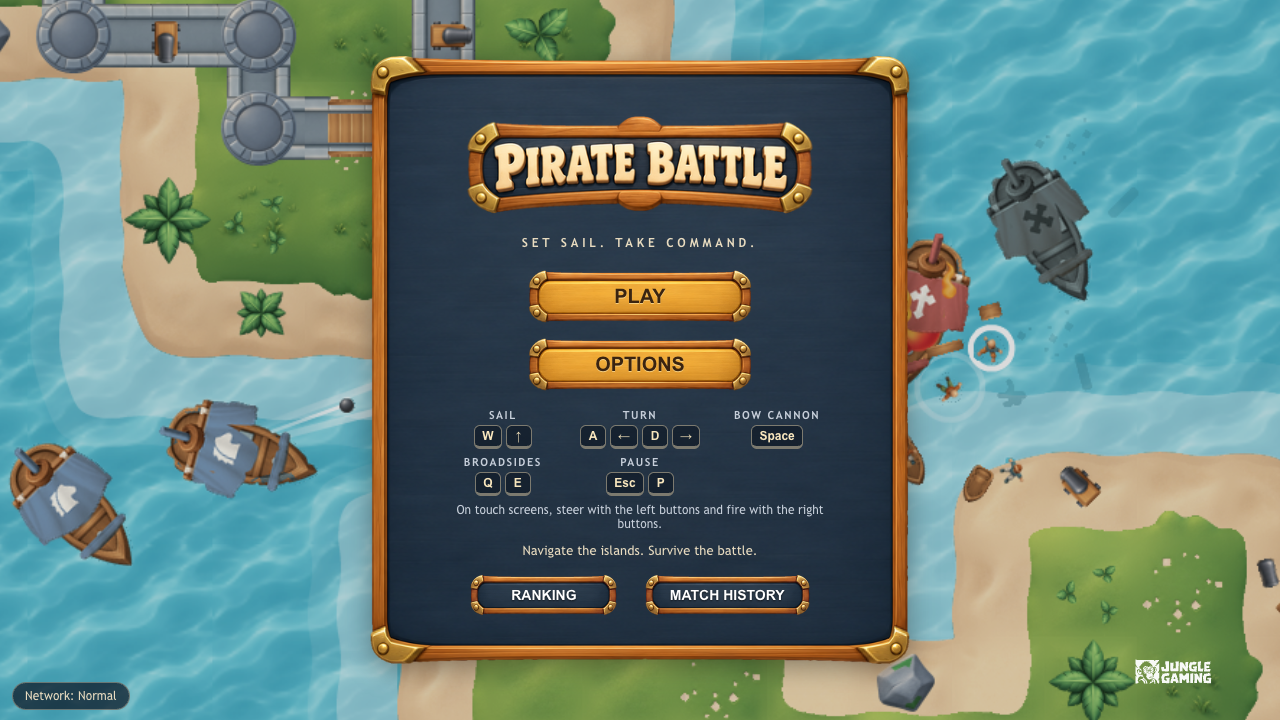 PIRATE BATTLE
SET SAIL. TAKE COMMAND.
PLAY
OPTIONS
SAIL TURN BOW CANNON
W ↑ A ← D → Space
BROADSIDES PAUSE
Q E Esc P
On touch screens, steer with the left buttons and fire with the right
buttons.
Navigate the islands. Survive the battle.
RANKING MATCH HISTORY
Network: Normal
JUNGLE
GAMING